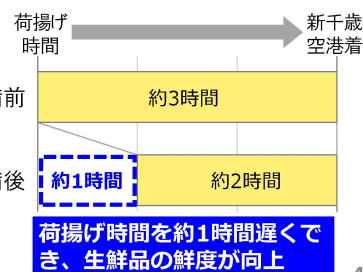 荷揚げ
時間
新千歳
空港着
前
約3時間
後
約1時間
約2時間
荷揚げ時間を約1時間遅くで
き、生鮮品の鮮度が向上